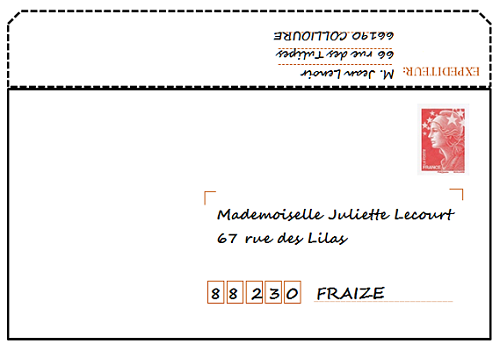 EXPEDITEUR: M. Jean Lenoir
66 rue des Tulipes
66190 COLLIOURE
FRANCE
Mademoiselle Juliette Lecourt
67 rue des Lilas
88230 FRAIZE